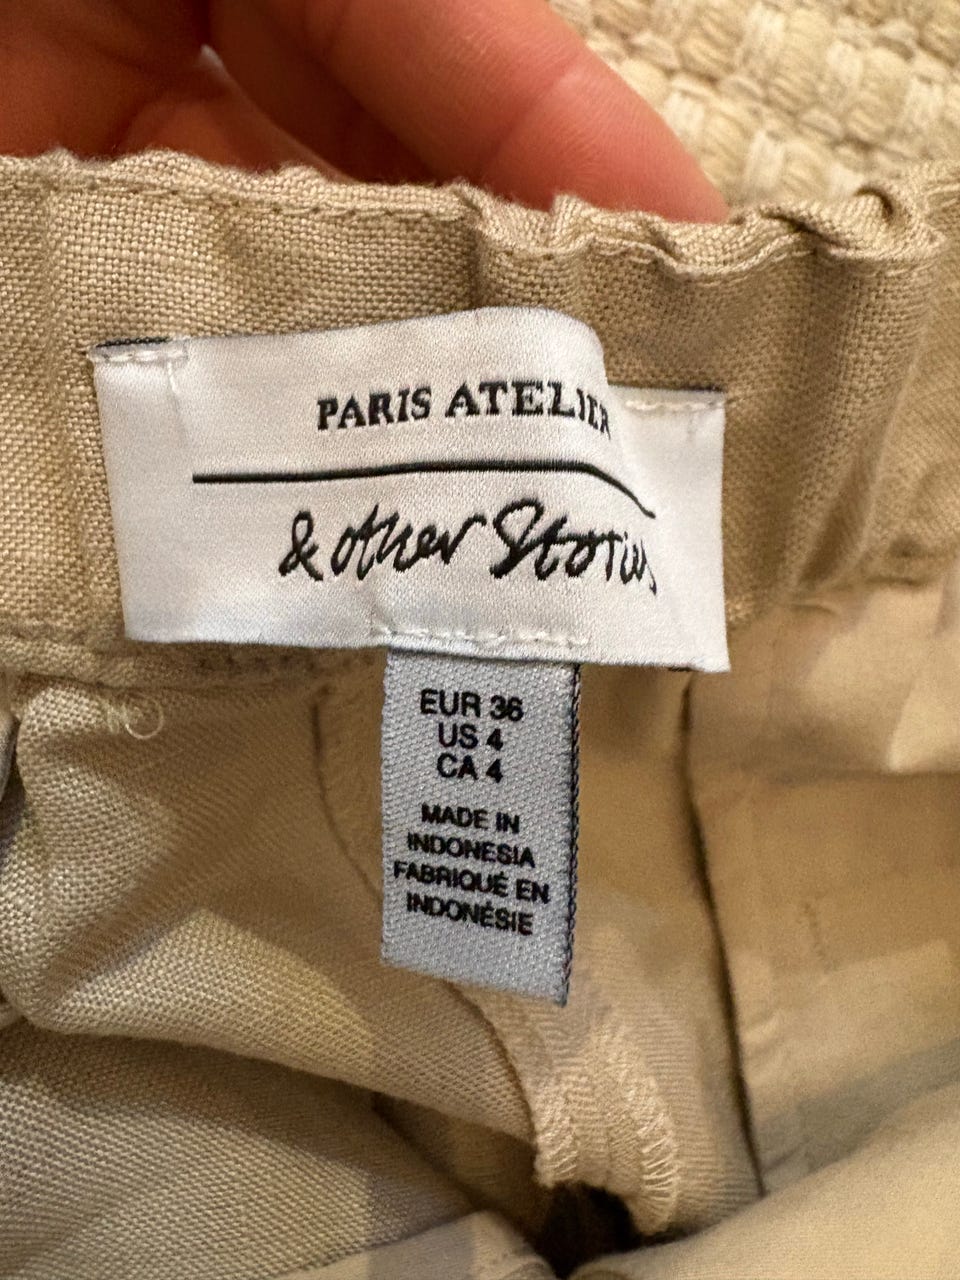 PARIS ATELIER
& other Stories
EUR 36
US 4
CA 4
MADE IN
INDONESIA
FABRIQUÉ EN
INDONÉSIE